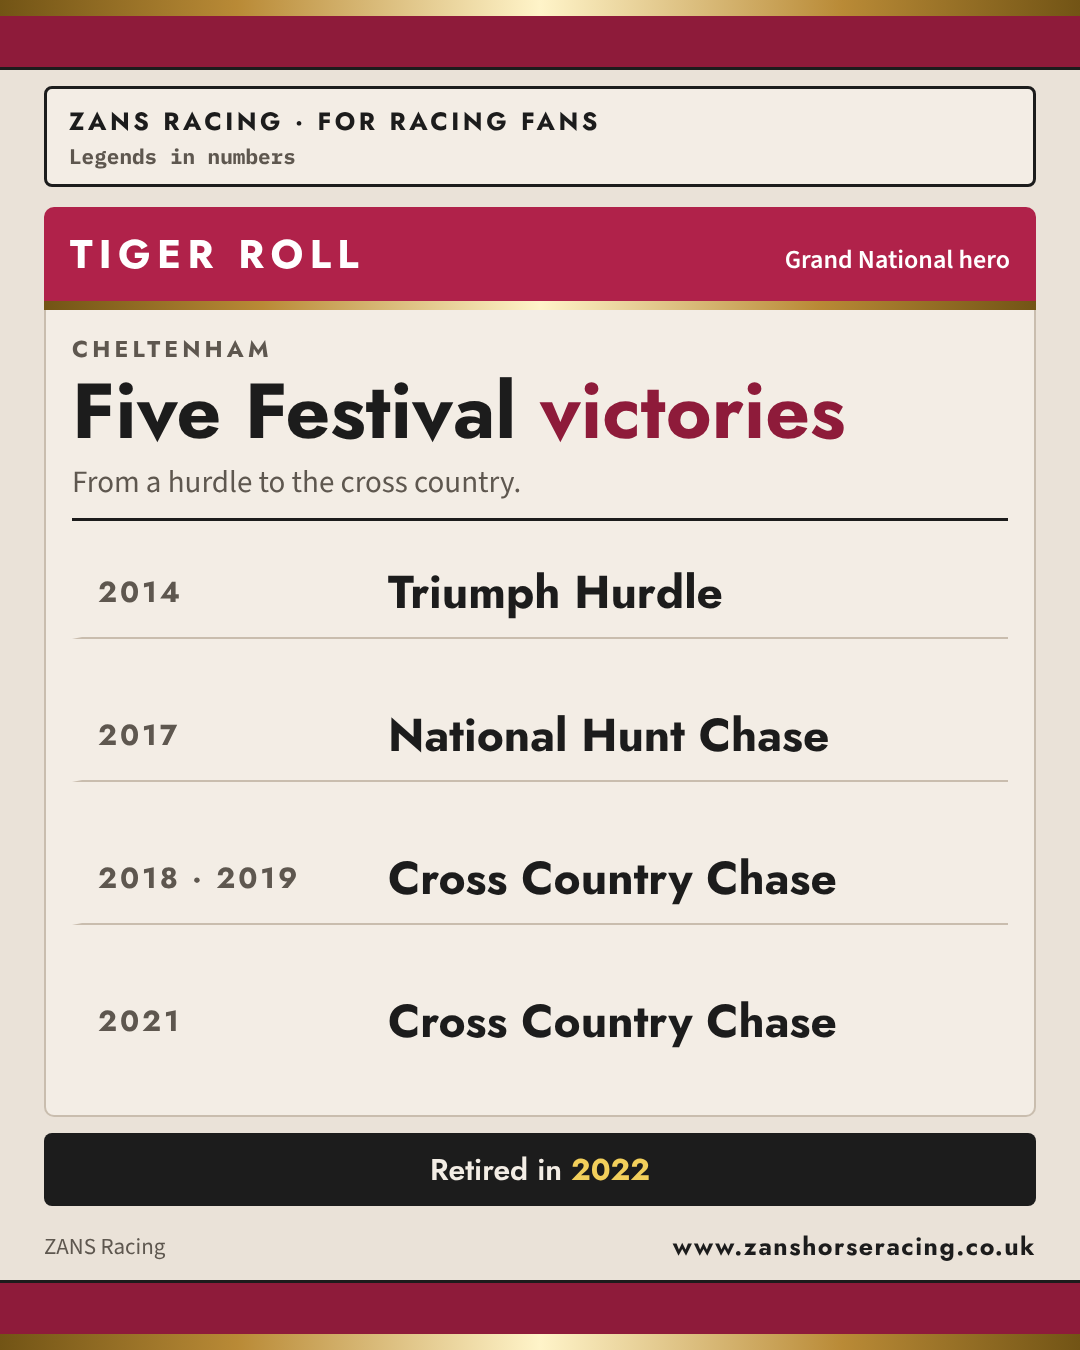 ZANS RACING · FOR RACING FANS
Legends in numbers
TIGER ROLL
Grand National hero
CHELTENHAM
Five Festival victories
From a hurdle to the cross country.
2014 Triumph Hurdle
2017 National Hunt Chase
2018 · 2019 Cross Country Chase
2021 Cross Country Chase
Retired in 2022
ZANS Racing
www.zanshorseracing.co.uk